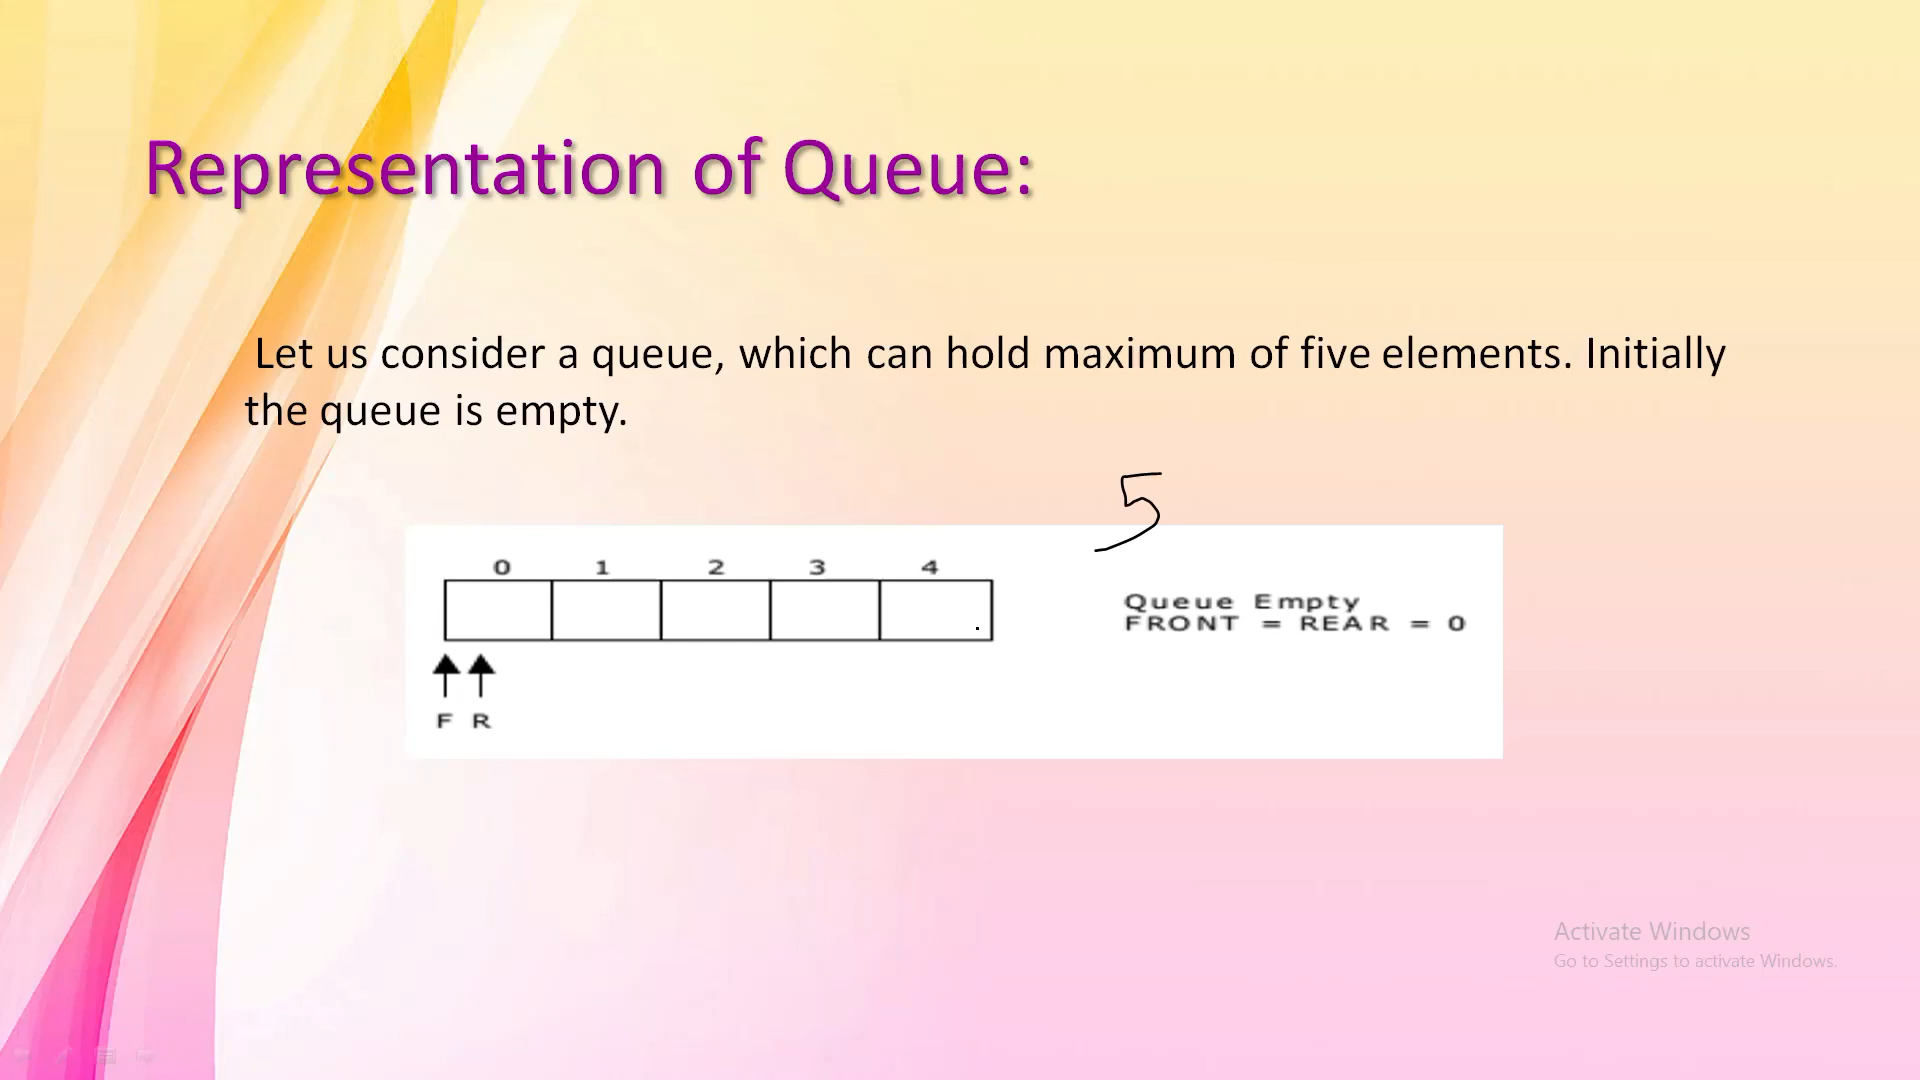 Representation of Queue:
Let us consider a queue, which can hold maximum of five elements. Initially
the queue is empty.
5
0 1 2 3 4
Queue Empty
FRONT = REAR = 0
F R
Activate Windows
Go to Settings to activate Windows.